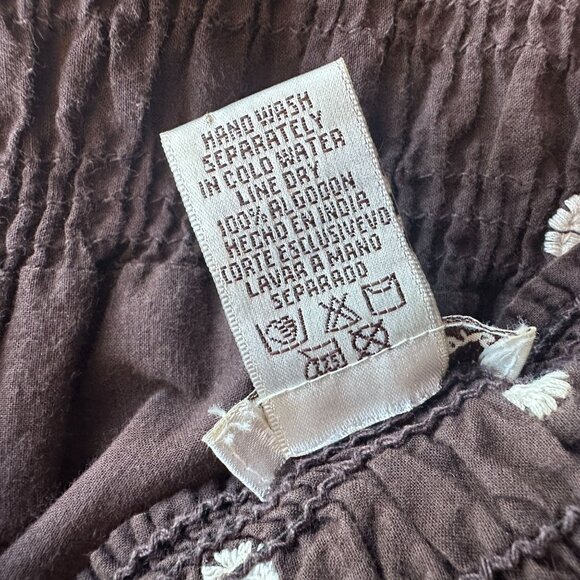 HAND WASH
SEPARATELY
IN COLD WATER
LINE DRY
100% ALGODON
HECHO EN INDIA
CORTE ESCLUSIVEVO
LAVAR A MANO
SEPARADO